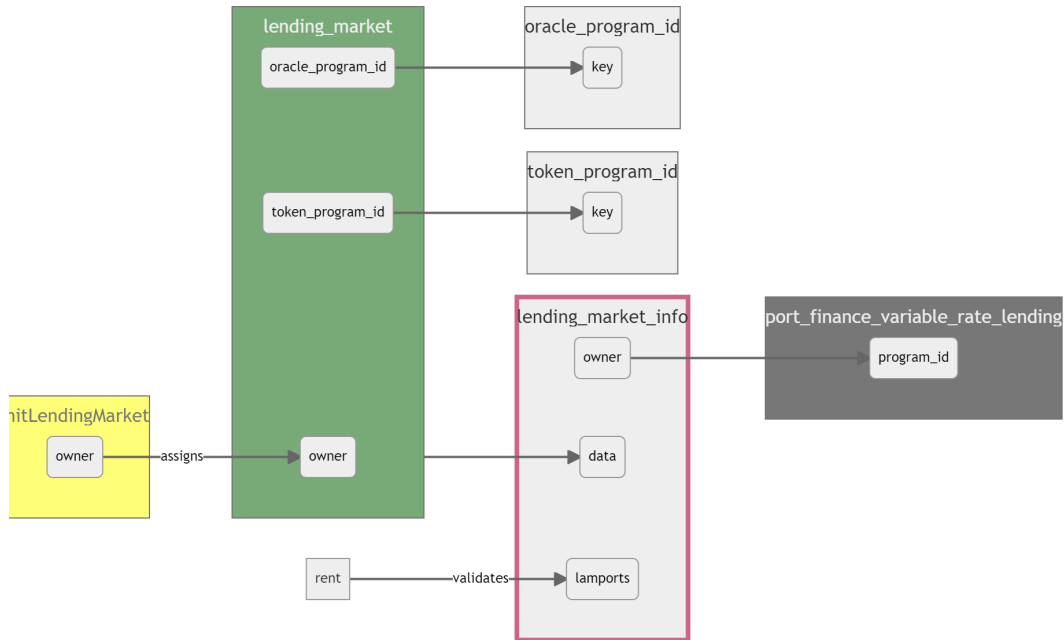 lending_market
oracle_program_id
oracle_program_id
key
token_program_id
token_program_id
key
lending_market_info
owner
port_finance_variable_rate_lending
program_id
nitLendingMarket
owner
assigns
owner
data
rent
validates
lamports